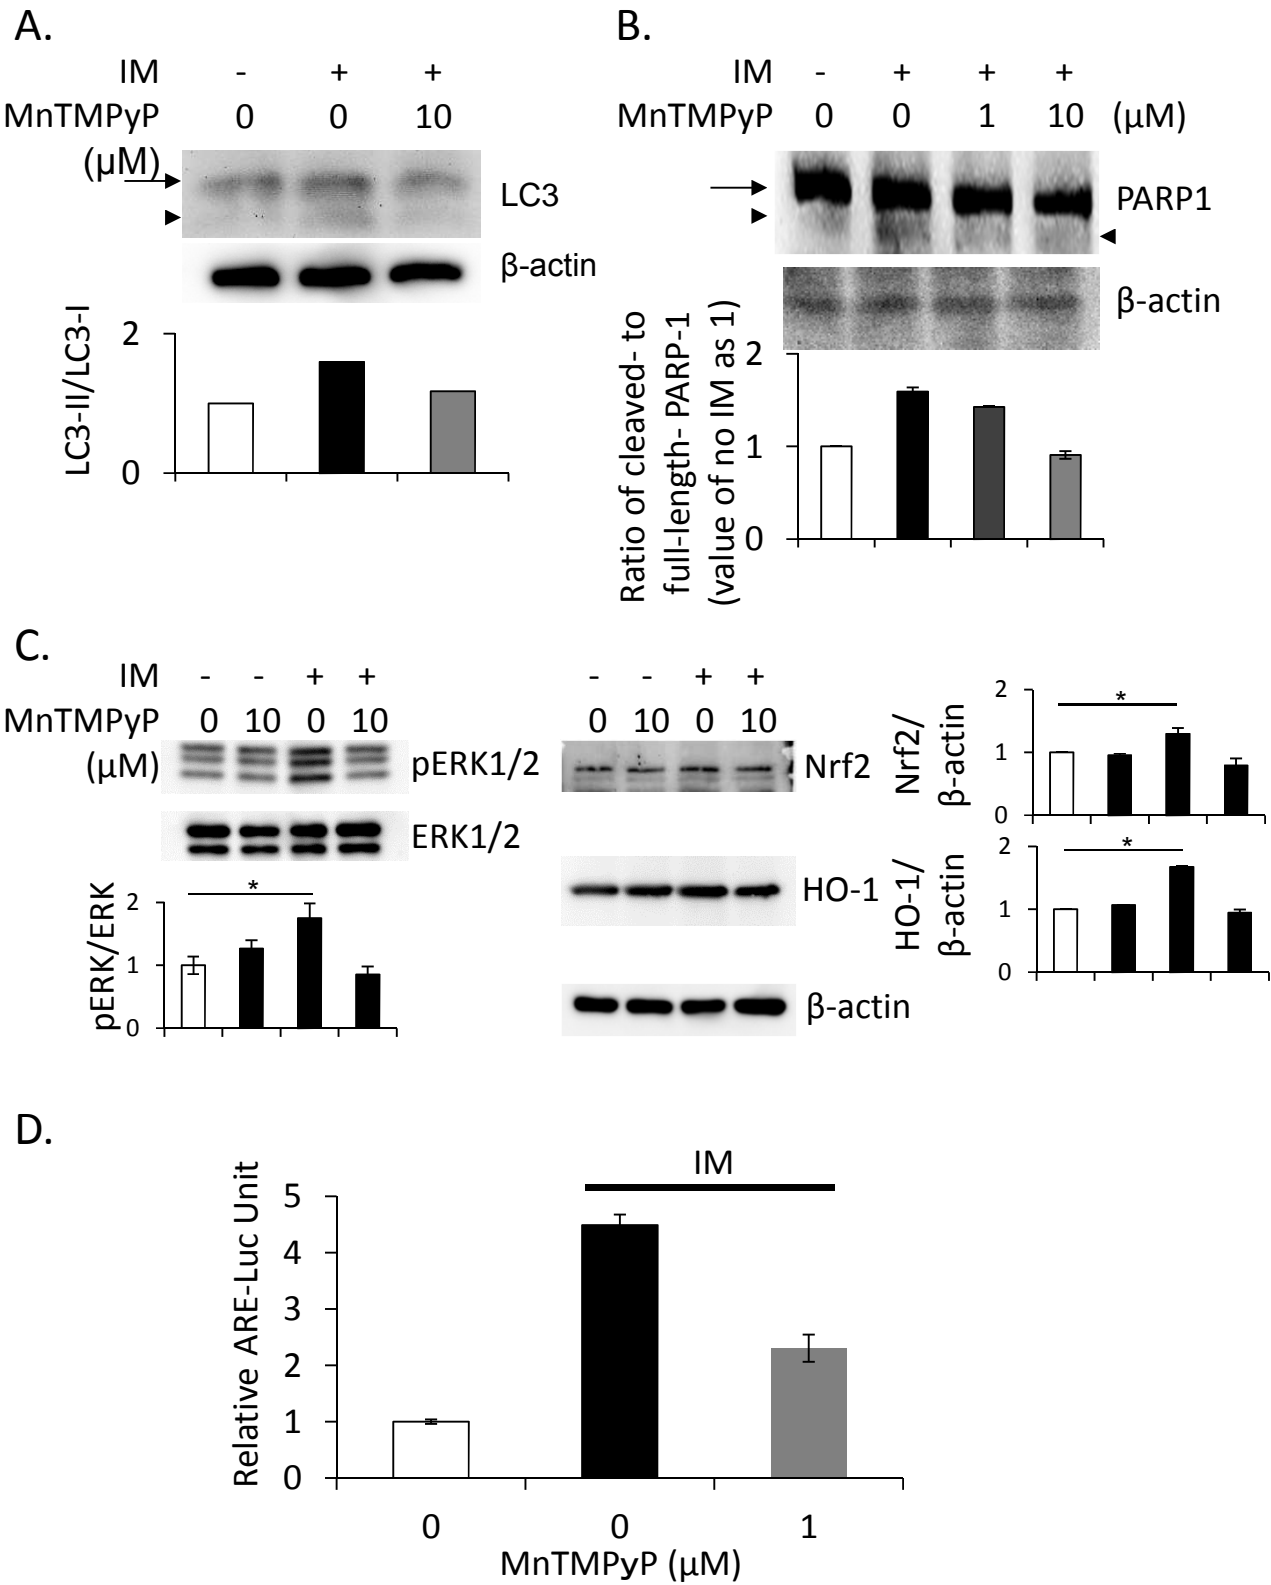 A.
IM - + +
MnTMPyP 0 0 10
(μM)
LC3
β-actin
LC3-II/LC3-I
2
0
B.
IM - + + +
MnTMPyP 0 0 1 10 (μM)
PARP1
β-actin
Ratio of cleaved- to
full-length- PARP-1
(value of no IM as 1)
2
1
0
C.
IM - - + +
MnTMPyP 0 10 0 10
(μM)
pERK1/2
ERK1/2
pERK/ERK
2
1
0
*
- - + +
0 10 0 10
Nrf2
HO-1
β-actin
Nrf2/
β-actin
2
1
0
*
HO-1/
β-actin
2
1
0
*
D.
IM
Relative ARE-Luc Unit
5
4
3
2
1
0
0 0 1
MnTMPyP (μM)